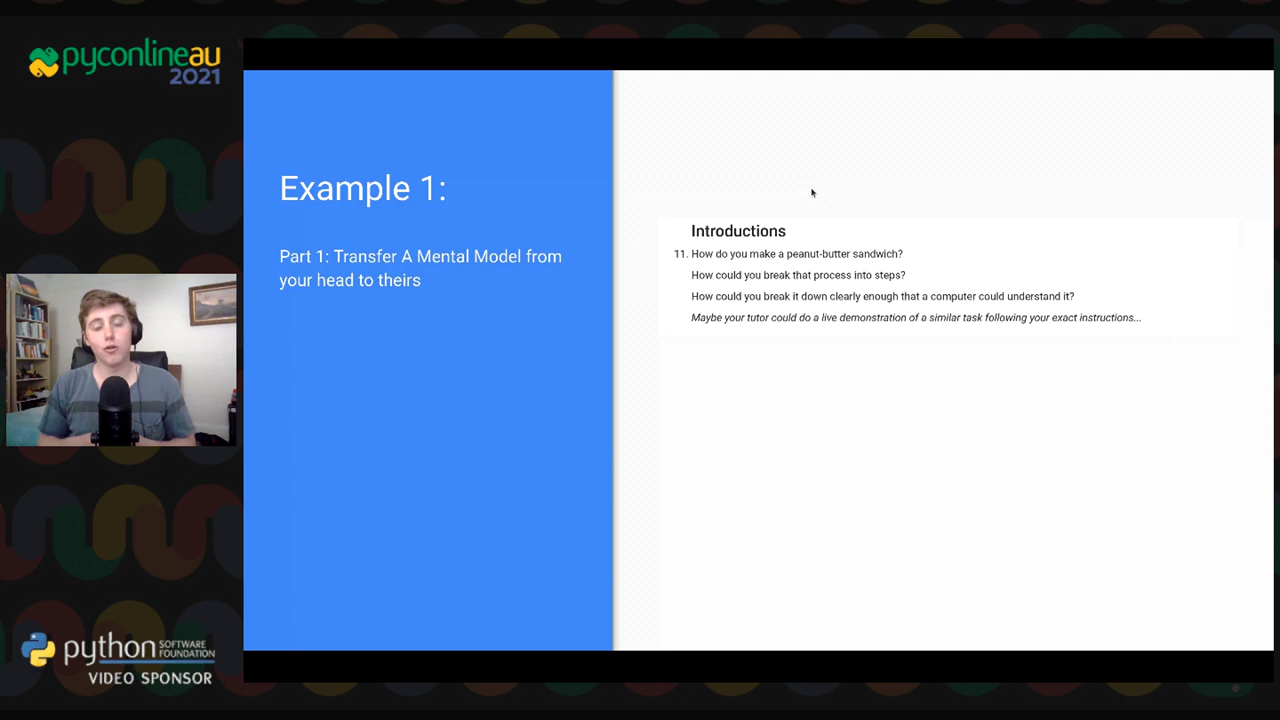 pyconlineau
2021
Example 1:
Part 1: Transfer A Mental Model from
your head to theirs
Introductions
11. How do you make a peanut-butter sandwich?
How could you break that process into steps?
How could you break it down clearly enough that a computer could understand it?
Maybe your tutor could do a live demonstration of a similar task following your exact instructions...
python SOFTWARE
FOUNDATION
VIDEO SPONSOR